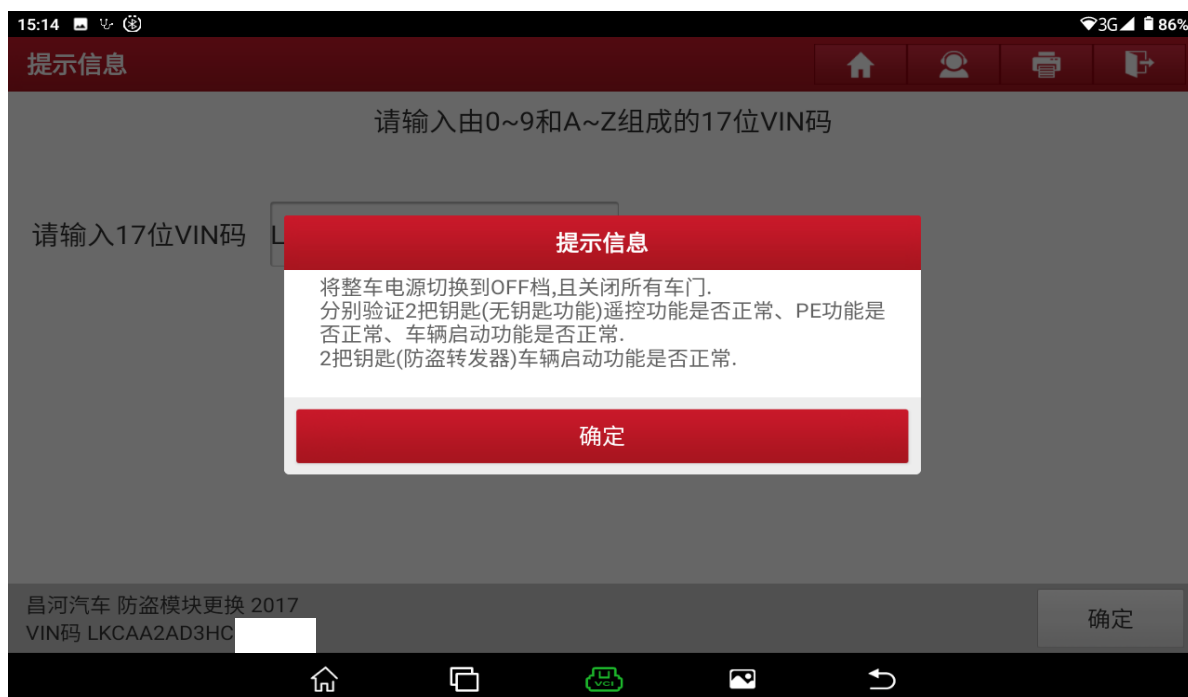 15:14
3G 86%
提示信息
请输入由0~9和A~Z组成的17位VIN码
请输入17位VIN码 L
提示信息
将整车电源切换到OFF档,且关闭所有车门.
分别验证2把钥匙(无钥匙功能)遥控功能是否正常、PE功能是
否正常、车辆启动功能是否正常.
2把钥匙(防盗转发器)车辆启动功能是否正常.
确定
昌河汽车 防盗模块更换 2017
VIN码 LKCAA2AD3HC
确定
VCI